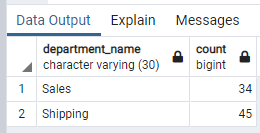 Data Output Explain Messages
department_name count
character varying (30) bigint
1 Sales 34
2 Shipping 45